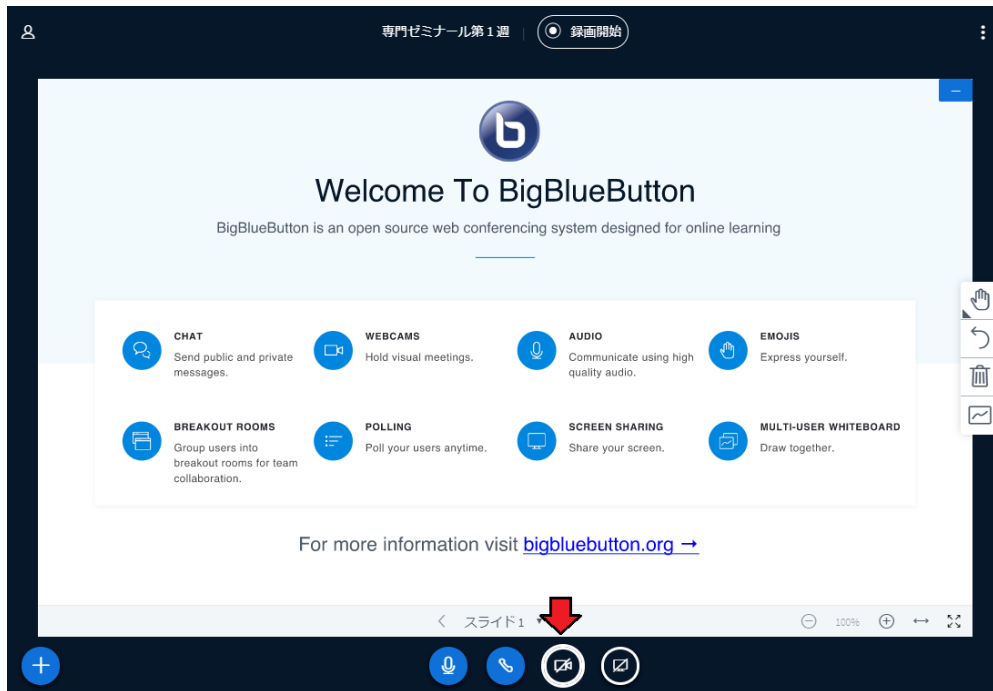 専門ゼミナール第1週
録画開始
Welcome To BigBlueButton
BigBlueButton is an open source web conferencing system designed for online learning
CHAT
Send public and private
messages.
WEBCAMS
Hold visual meetings.
AUDIO
Communicate using high
quality audio.
EMOJIS
Express yourself.
BREAKOUT ROOMS
Group users into
breakout rooms for team
collaboration.
POLLING
Poll your users anytime.
SCREEN SHARING
Share your screen.
MULTI-USER WHITEBOARD
Draw together.
For more information visit bigbluebutton.org →
スライド1
100%